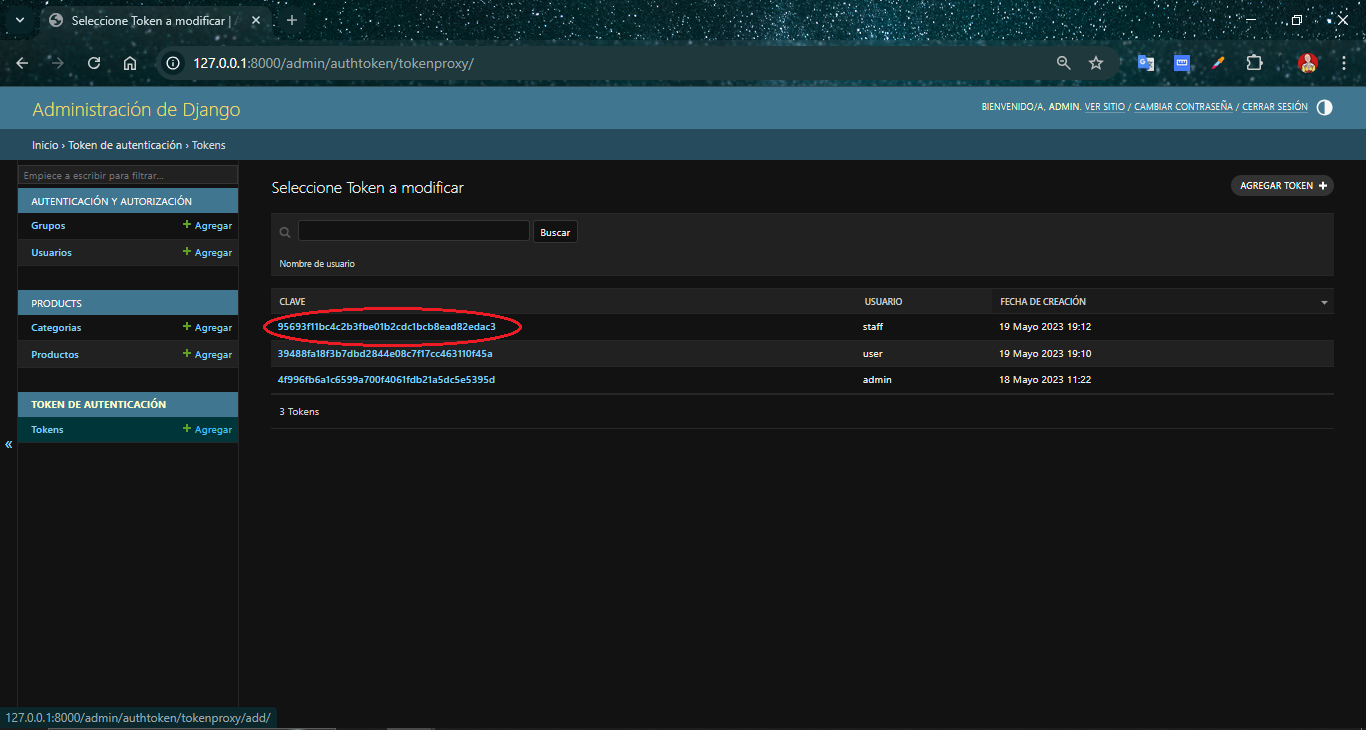 Seleccione Token a modificar |
127.0.0.1:8000/admin/authtoken/tokenproxy/
Administración de Django
BIENVENIDO/A, ADMIN. VER SITIO / CAMBIAR CONTRASEÑA / CERRAR SESIÓN
Inicio › Token de autenticación › Tokens
Empiece a escribir para filtrar...
AUTENTICACIÓN Y AUTORIZACIÓN
Grupos + Agregar
Usuarios + Agregar
PRODUCTS
Categorias + Agregar
Productos + Agregar
TOKEN DE AUTENTICACIÓN
Tokens + Agregar
«
Seleccione Token a modificar
AGREGAR TOKEN +
Buscar
Nombre de usuario
CLAVE USUARIO FECHA DE CREACIÓN
95693f11bc4c2b3fbe01b2cdc1bcb8ead82edac3 staff 19 Mayo 2023 19:12
39488fa18f3b7dbd2844e08c7f17cc463110f45a user 19 Mayo 2023 19:10
4f996fb6a1c6599a700f4061fdb21a5dc5e5395d admin 18 Mayo 2023 11:22
3 Tokens
127.0.0.1:8000/admin/authtoken/tokenproxy/add/